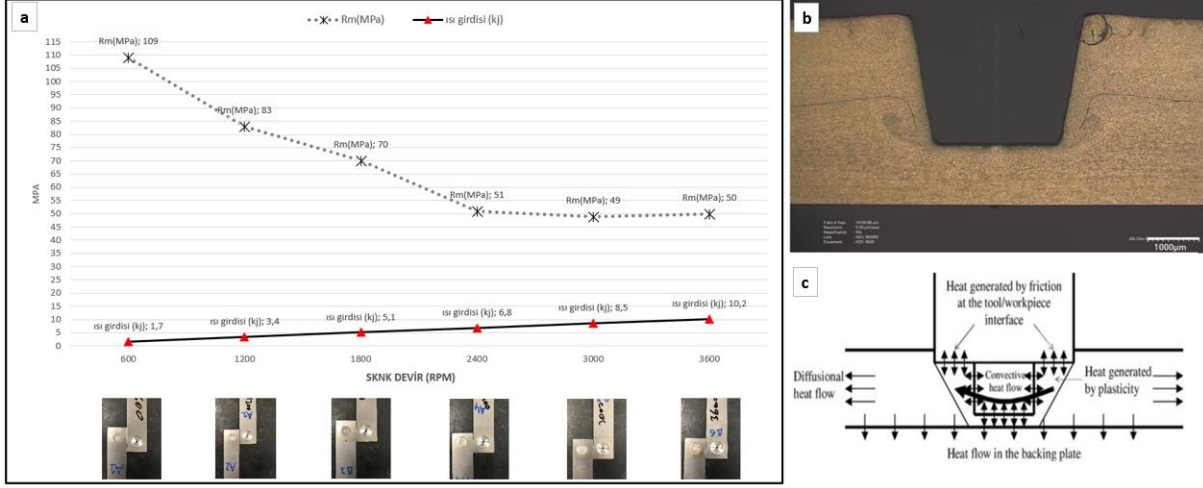 a
Rm(MPa)
ısı girdisi (kj)
115
110
105
100
95
90
85
80
75
70
65
60
55
50
45
40
35
30
25
20
15
10
5
0
MPA
Rm(MPa); 109
Rm(MPa); 83
Rm(MPa); 70
Rm(MPa); 51
Rm(MPa); 49
Rm(MPa); 50
ısı girdisi (kj); 1,7
ısı girdisi (kj); 3,4
ısı girdisi (kj); 5,1
ısı girdisi (kj); 6,8
ısı girdisi (kj); 8,5
ısı girdisi (kj); 10,2
600
1200
1800
2400
3000
3600
SKNK DEVİR (RPM)
A2
b
1000μm
c
Heat generated by friction
at the tool/workpiece
interface
Diffusional
heat flow
Convective
heat flow
Heat generated
by plasticity
Heat flow in the backing plate